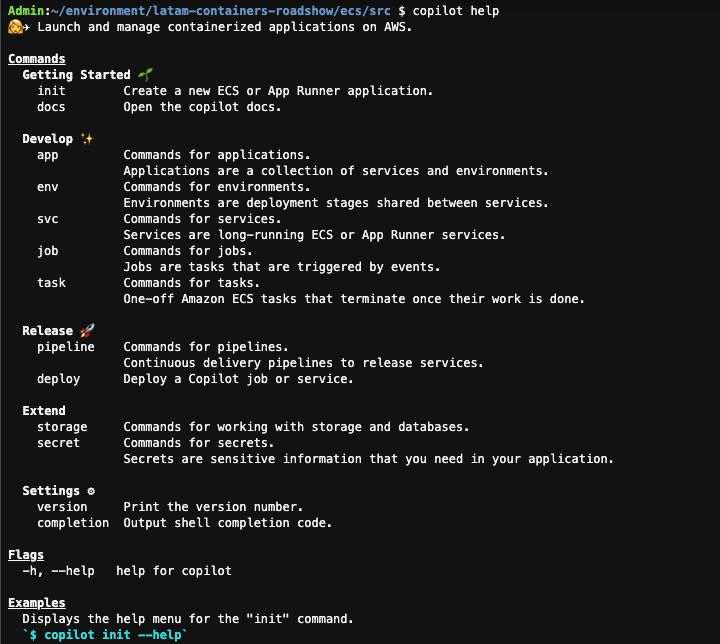 Admin:~/environment/latam-containers-roadshow/ecs/src $ copilot help
👩‍✈️ Launch and manage containerized applications on AWS.

Commands
  Getting Started 🌱
    init        Create a new ECS or App Runner application.
    docs        Open the copilot docs.

  Develop ✨
    app         Commands for applications.
                Applications are a collection of services and environments.
    env         Commands for environments.
                Environments are deployment stages shared between services.
    svc         Commands for services.
                Services are long-running ECS or App Runner services.
    job         Commands for jobs.
                Jobs are tasks that are triggered by events.
    task        Commands for tasks.
                One-off Amazon ECS tasks that terminate once their work is done.

  Release 🚀
    pipeline    Commands for pipelines.
                Continuous delivery pipelines to release services.
    deploy      Deploy a Copilot job or service.

  Extend
    storage     Commands for working with storage and databases.
    secret      Commands for secrets.
                Secrets are sensitive information that you need in your application.

  Settings ⚙
    version     Print the version number.
    completion  Output shell completion code.

Flags
  -h, --help   help for copilot

Examples
  Displays the help menu for the "init" command.
  `$ copilot init --help`